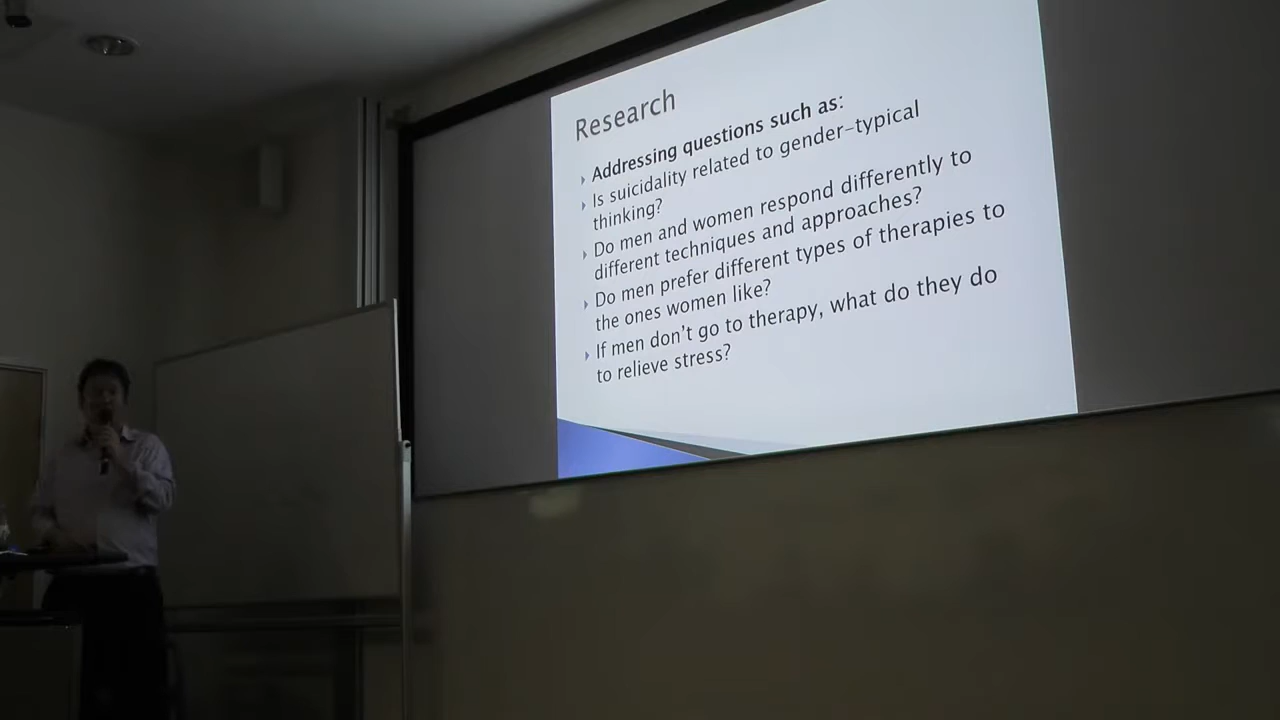 Research
Addressing questions such as:
Is suicidality related to gender-typical
thinking?
Do men and women respond differently to
different techniques and approaches?
Do men prefer different types of therapies to
the ones women like?
If men don't go to therapy, what do they do
to relieve stress?